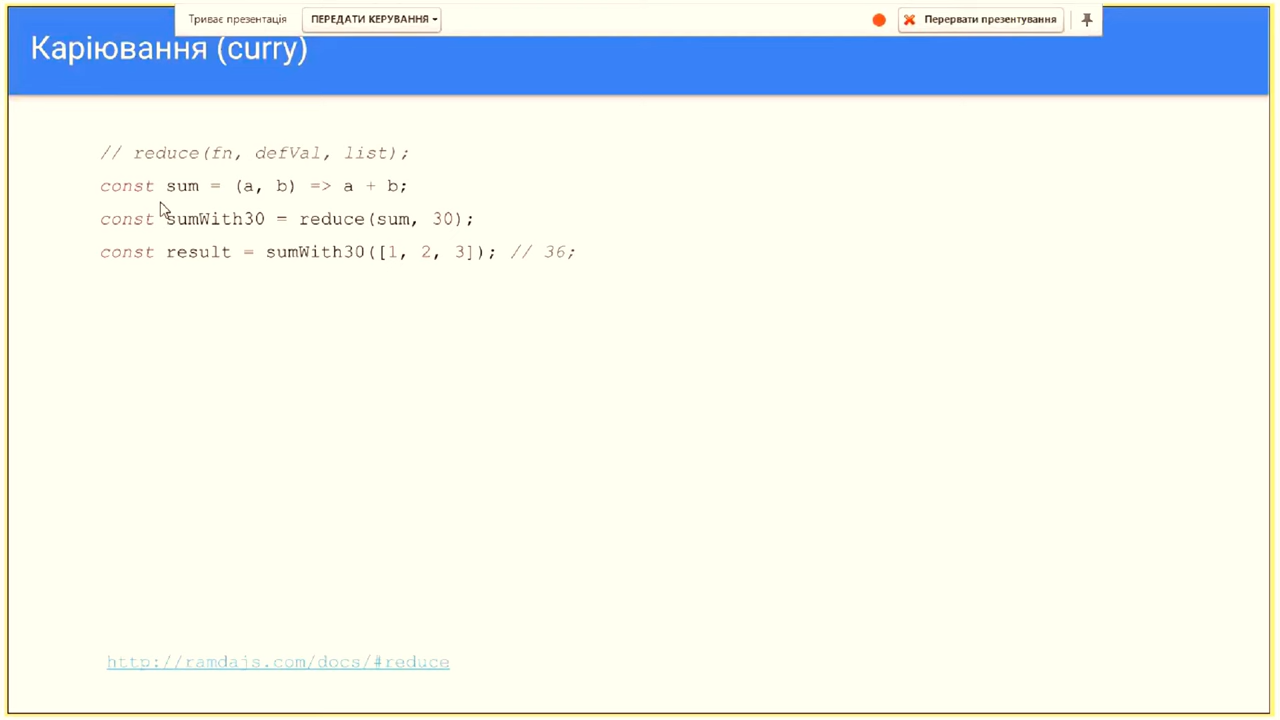 Триває презентація ПЕРЕДАТИ КЕРУВАННЯ Перервати презентування
Каріювання (curry)
// reduce(fn, defVal, list);
const sum = (a, b) => a + b;
const sumWith30 = reduce(sum, 30);
const result = sumWith30([1, 2, 3]); // 36;
http://ramdajs.com/docs/#reduce